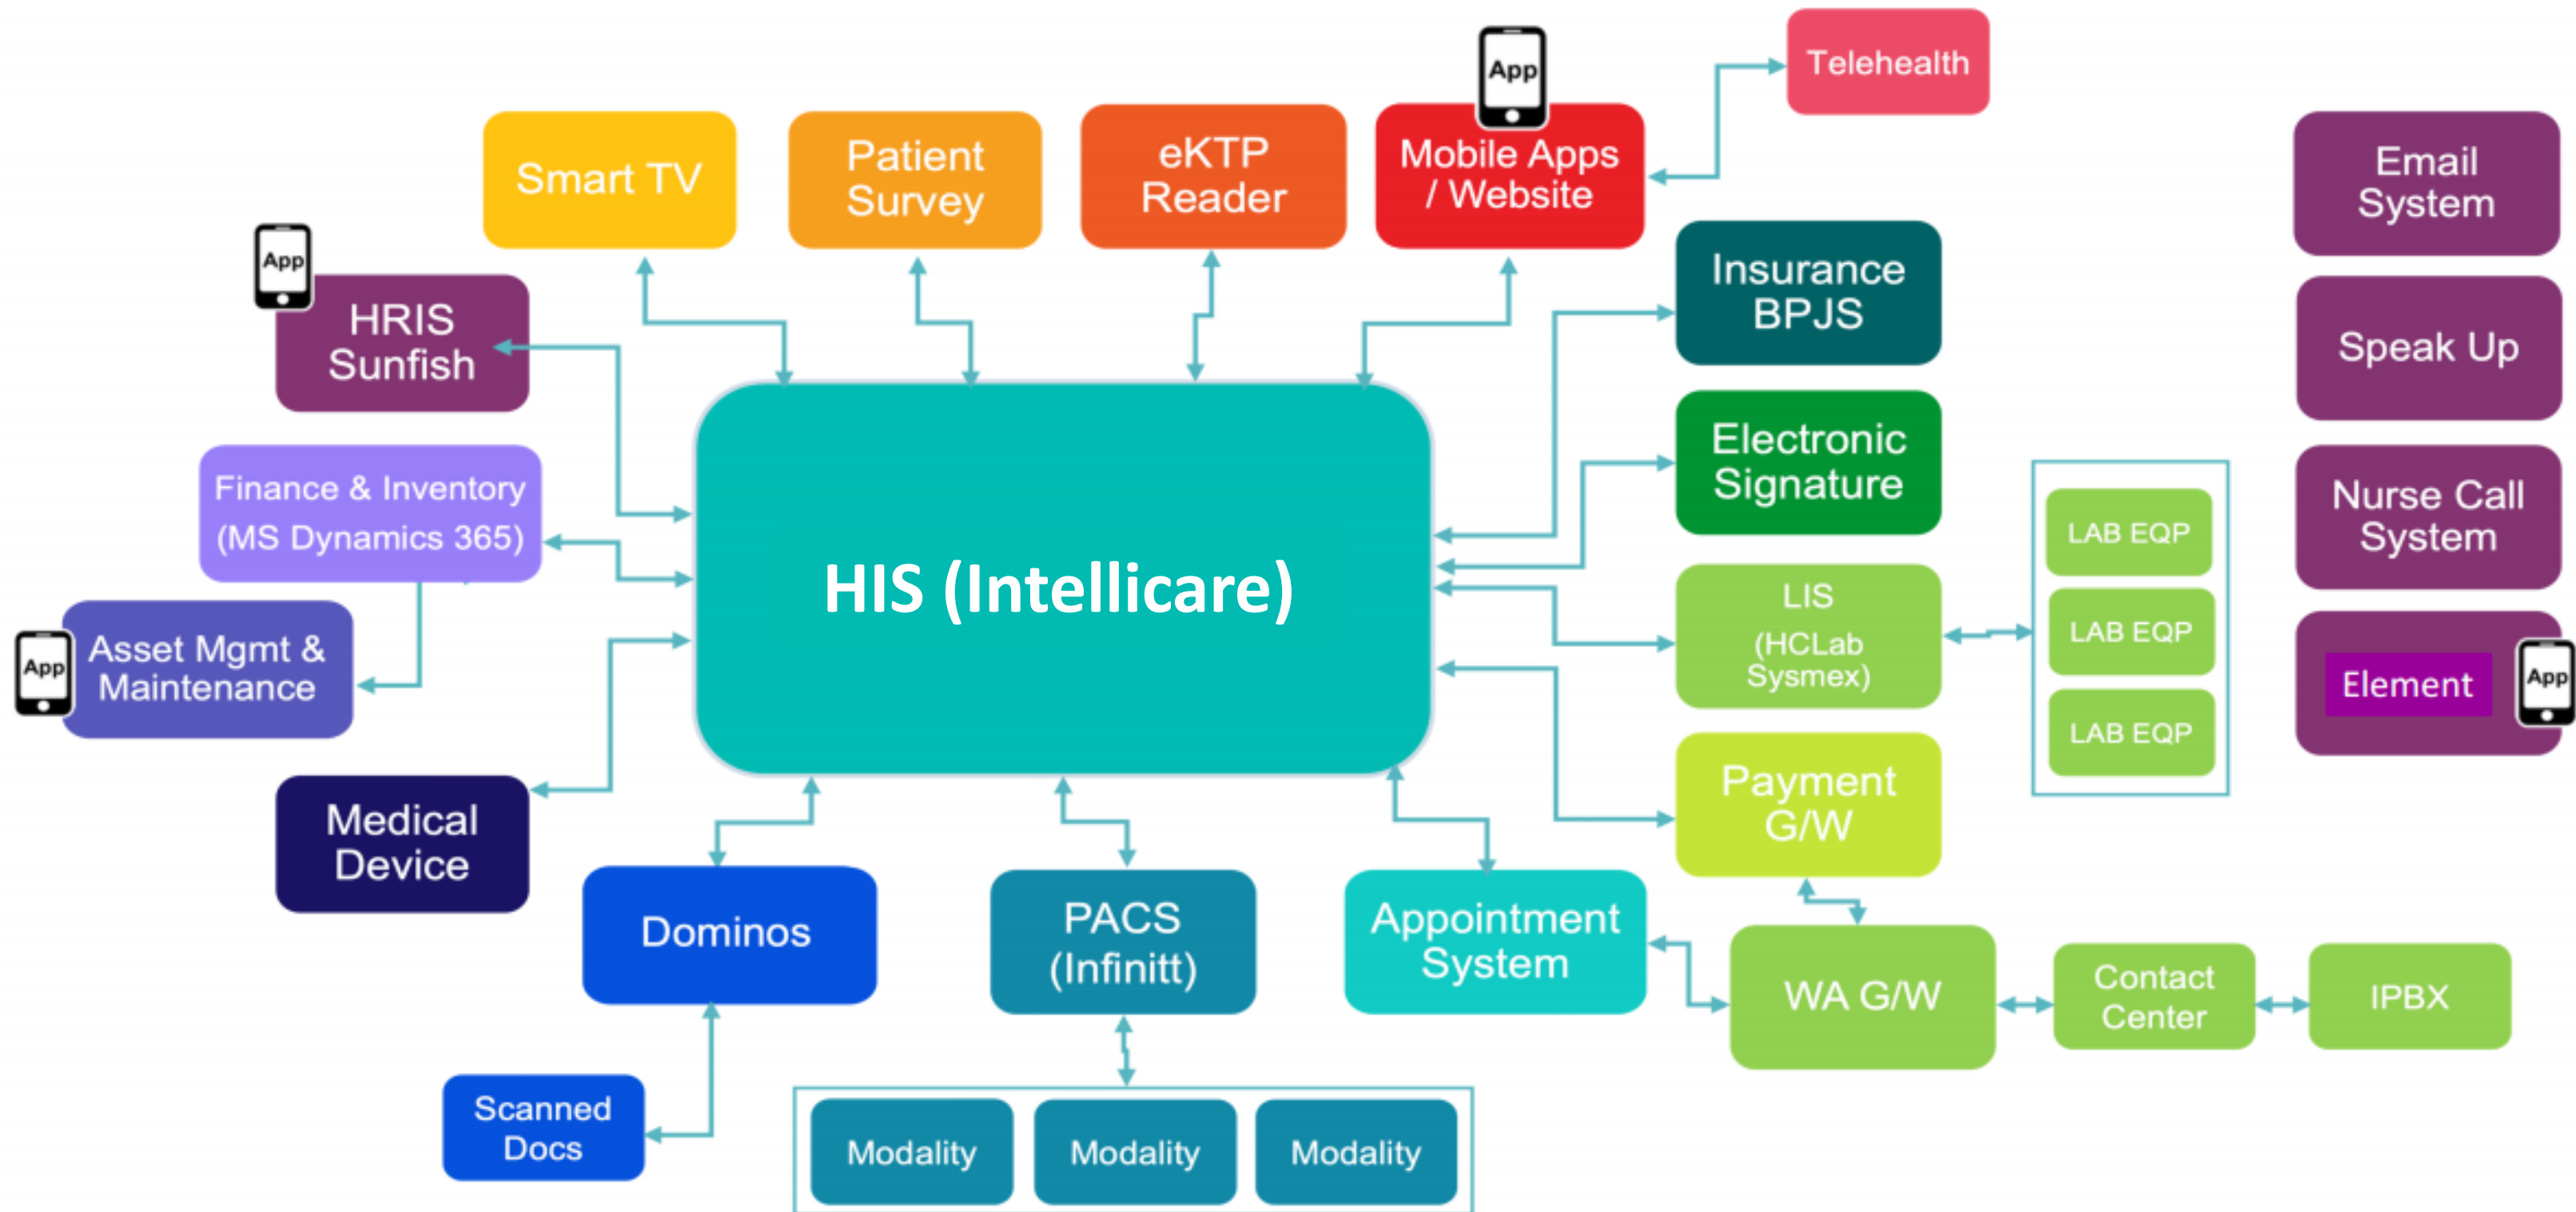 App
Telehealth
Smart TV
Patient
Survey
eKTP
Reader
Mobile Apps
/ Website
Email
System
App
HRIS
Sunfish
Insurance
BPJS
Speak Up
Finance & Inventory
(MS Dynamics 365)
Electronic
Signature
Nurse Call
System
HIS (Intellicare)
LIS
(HCLab
Sysmex)
LAB EQP
LAB EQP
LAB EQP
App
Asset Mgmt &
Maintenance
Element
App
Medical
Device
Payment
G/W
Dominos
PACS
(Infinitt)
Appointment
System
WA G/W
Contact
Center
IPBX
Scanned
Docs
Modality
Modality
Modality